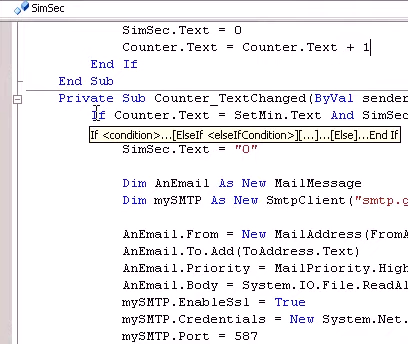 SimSec
SimSec.Text = 0
Counter.Text = Counter.Text + 1
End If
End Sub
Private Sub Counter_TextChanged(ByVal sender
If Counter.Text = SetMin.Text And SimSec
If <condition>...[ElseIf <elseIfCondition>][...]...[Else]...End If
SimSec.Text = "0"
Dim AnEmail As New MailMessage
Dim mySMTP As New SmtpClient("smtp.g
AnEmail.From = New MailAddress(FromA
AnEmail.To.Add(ToAddress.Text)
AnEmail.Priority = MailPriority.High
AnEmail.Body = System.IO.File.ReadAl
mySMTP.EnableSsl = True
mySMTP.Credentials = New System.Net.
mySMTP.Port = 587